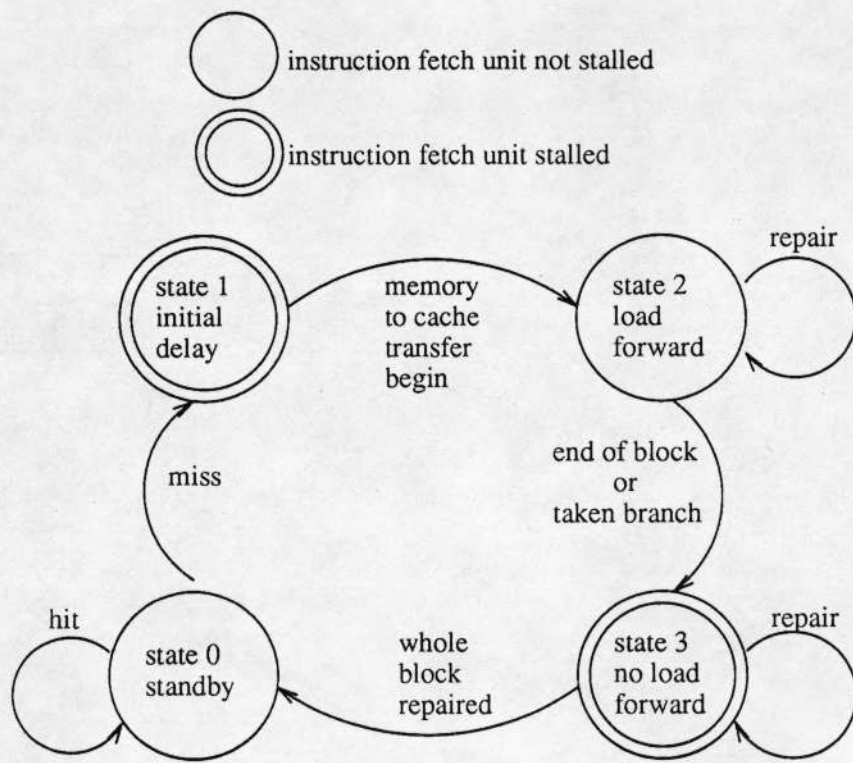 instruction fetch unit not stalled
instruction fetch unit stalled
state 1
initial
delay
memory
to cache
transfer
begin
state 2
load
forward
repair
miss
end of block
or
taken branch
hit
state 0
standby
whole
block
repaired
state 3
no load
forward
repair